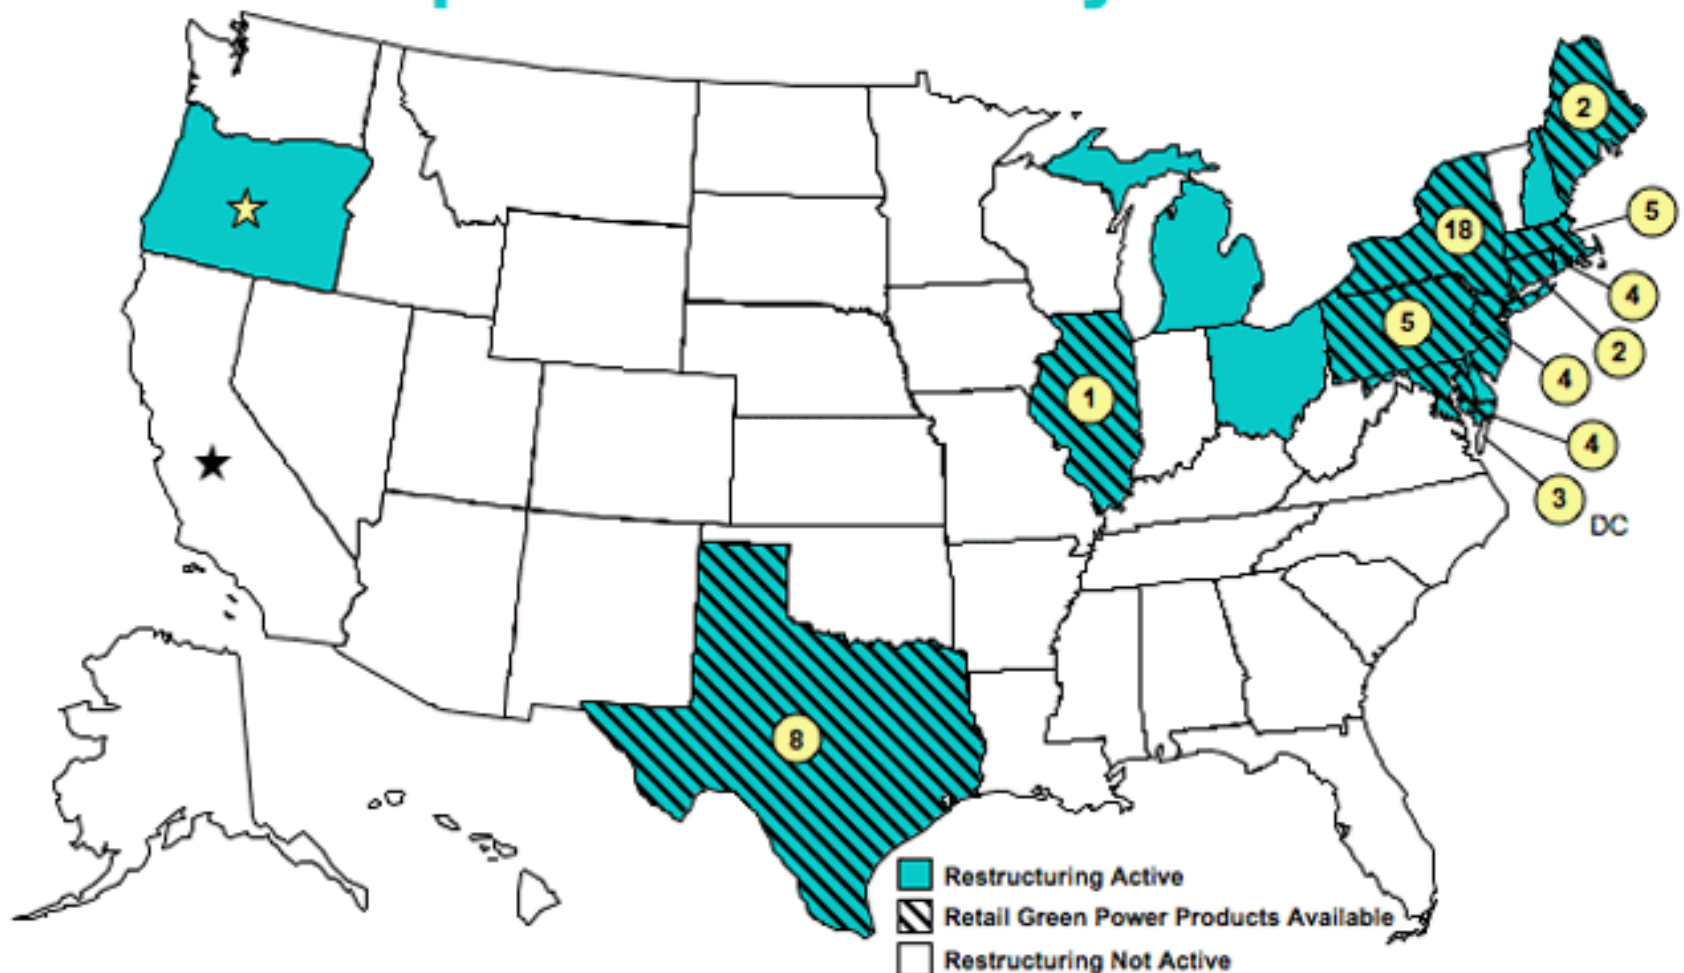 2
5
18
4
5
2
4
1
4
3
DC
8
Restructuring Active
Retail Green Power Products Available
Restructuring Not Active